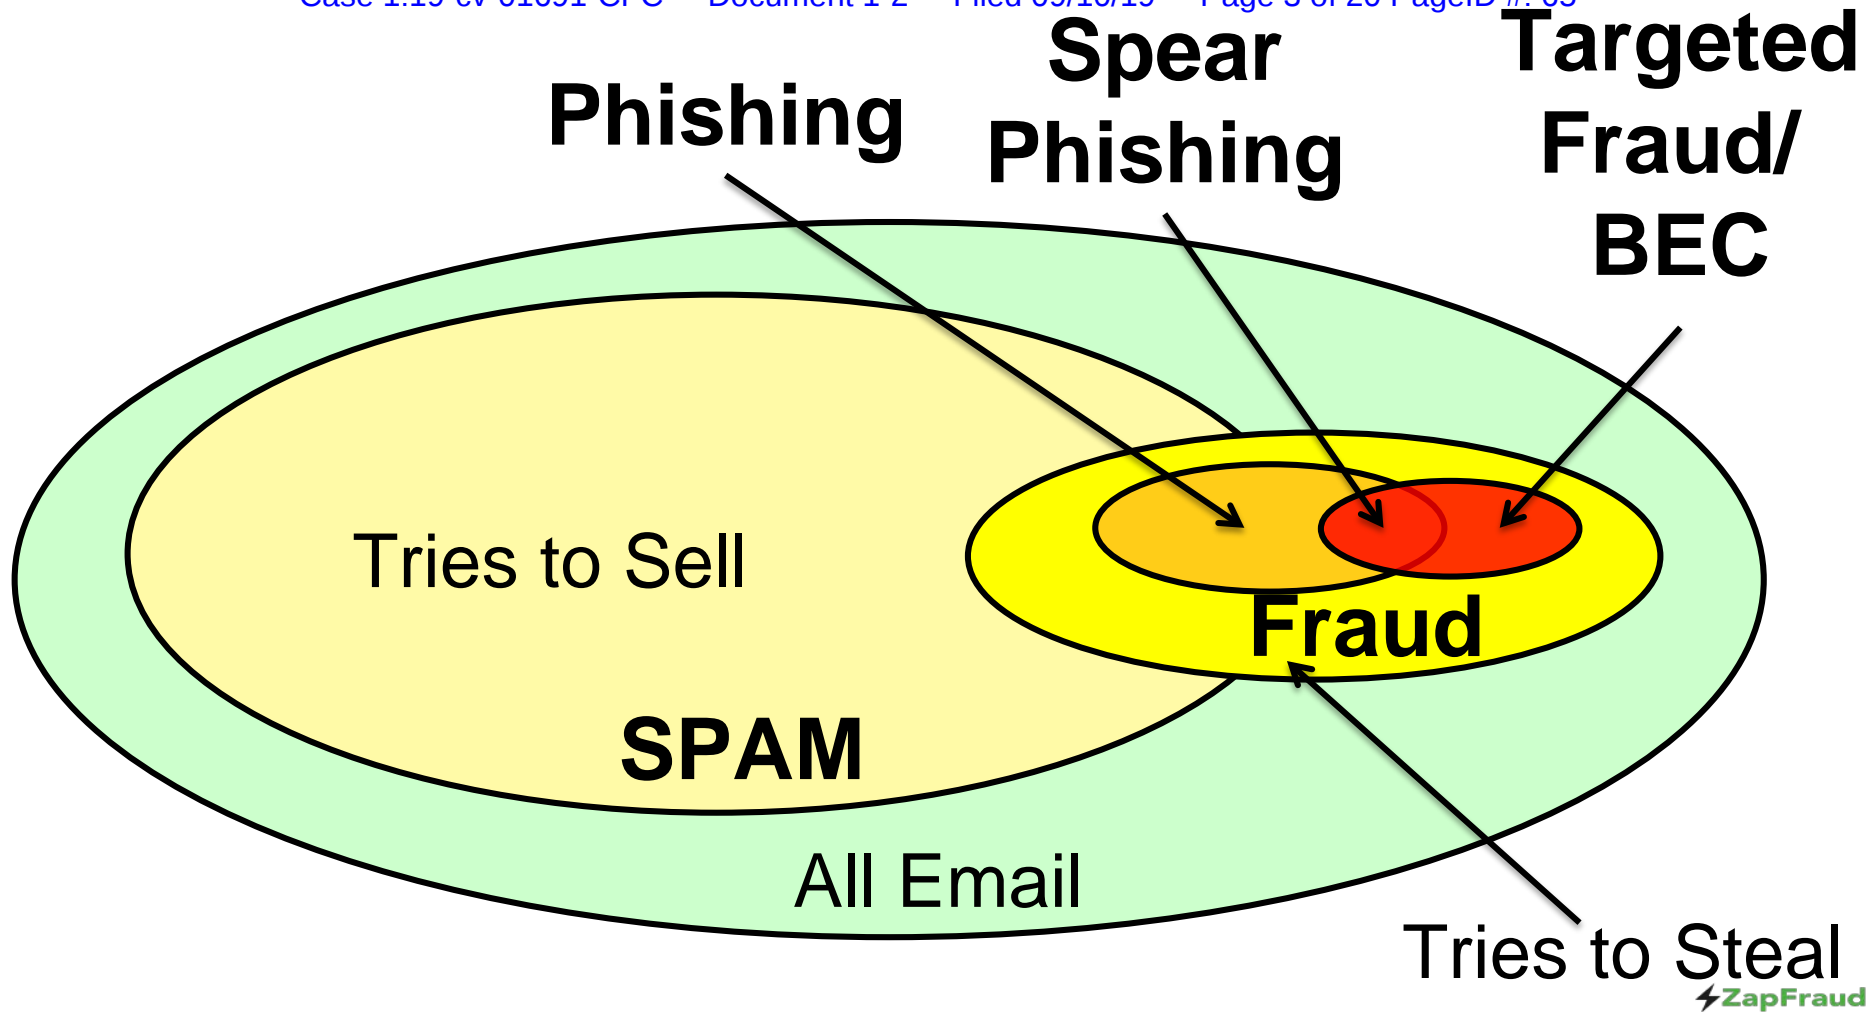 Spear
Phishing
Targeted
Fraud/
BEC
Phishing
Tries to Sell
Fraud
SPAM
All Email
Tries to Steal
ZapFraud